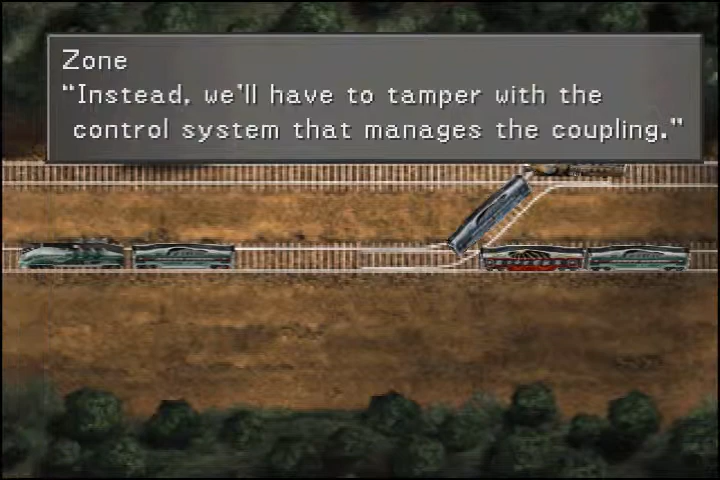 Zone
“Instead, we'll have to tamper with the
control system that manages the coupling.”